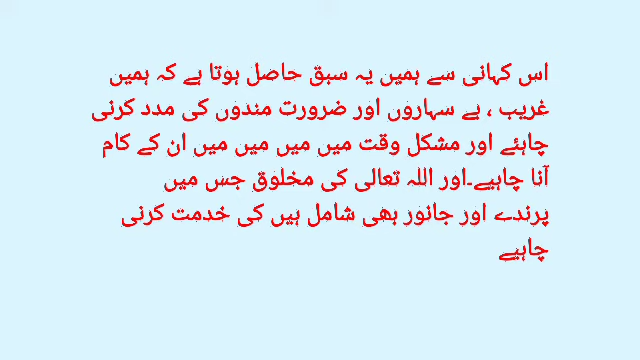 اس کہانی سے ہمیں یہ سبق حاصل ہوتا ہے کہ ہمیں
غریب ، بے سہاروں اور ضرورت مندوں کی مدد کرنی
چاہئے اور مشکل وقت میں میں میں میں ان کے کام
آنا چاہیے۔اور اللہ تعالی کی مخلوق جس میں
پرندے اور جانور بھی شامل ہیں کی خدمت کرنی
چاہیے